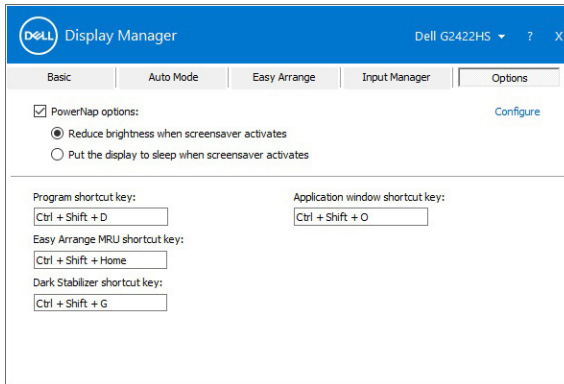 DELL Display Manager
Dell G2422HS ? X
Basic Auto Mode Easy Arrange Input Manager Options
PowerNap options: Configure
Reduce brightness when screensaver activates
Put the display to sleep when screensaver activates
Program shortcut key: Application window shortcut key:
Ctrl + Shift + D Ctrl + Shift + O
Easy Arrange MRU shortcut key:
Ctrl + Shift + Home
Dark Stabilizer shortcut key:
Ctrl + Shift + G